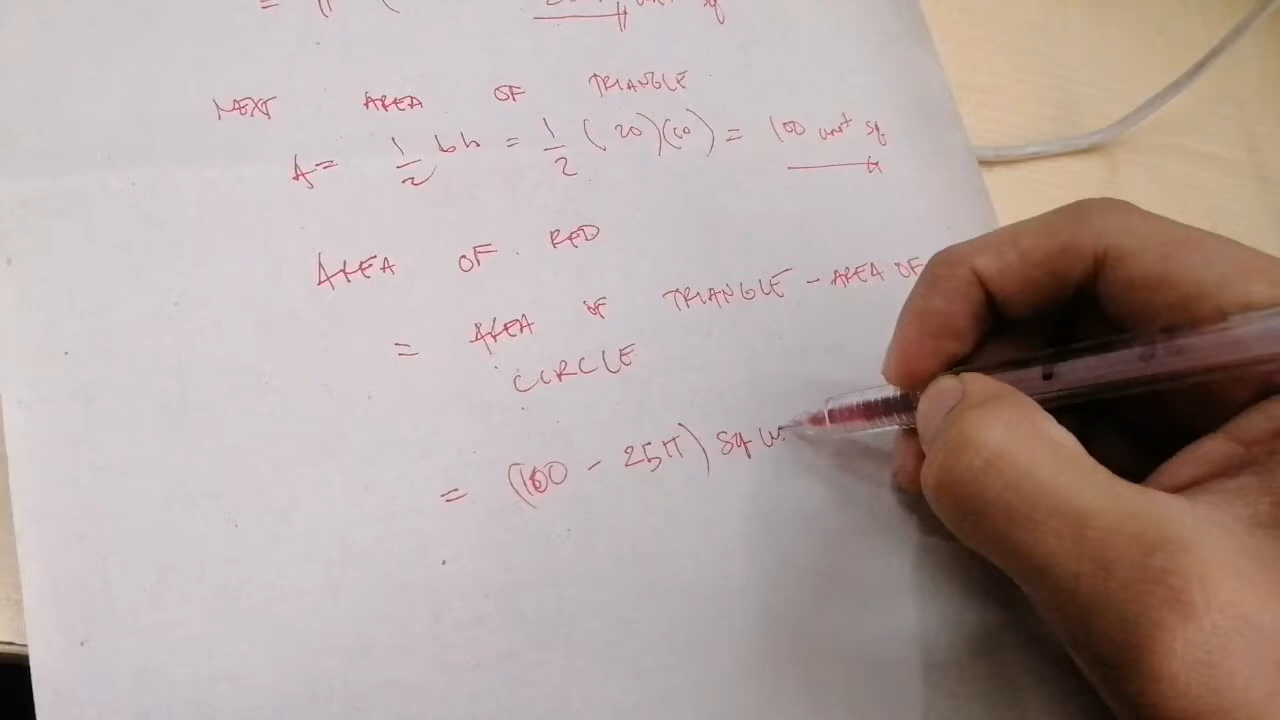 NEXT AREA OF TRIANGLE
A = 1/2 bh = 1/2 (20)(10) = 100 unit sq
AREA OF RED
= AREA OF TRIANGLE - AREA OF
CIRCLE
= (100 - 25π) sq u